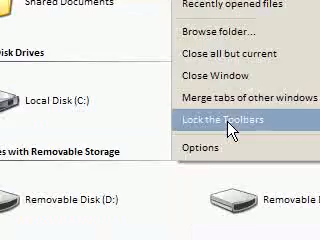 Shared Documents
Recently opened files
Browse folder...
Disk Drives
Close all but current
Close Window
Local Disk (C:)
Merge tabs of other windows
Lock the Toolbars
es with Removable Storage
Options
Removable Disk (D:)
Removable